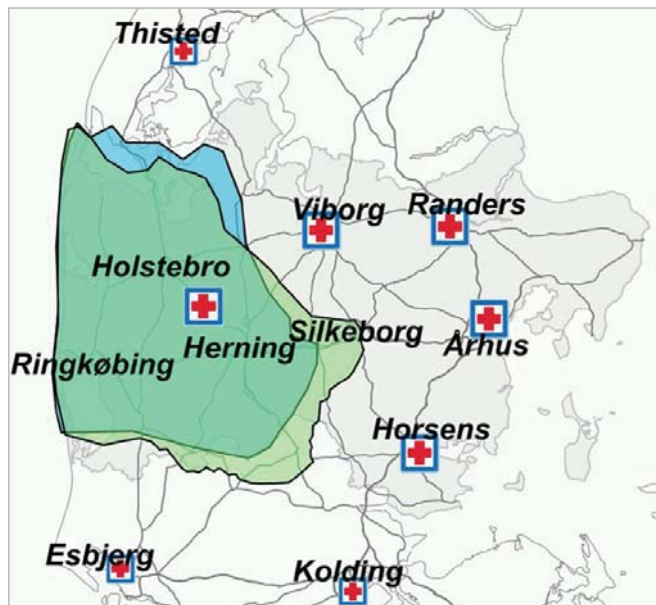 Thisted
Viborg
Randers
Holstebro
Silkeborg
Århus
Herning
Ringkøbing
Horsens
Esbjerg
Kolding